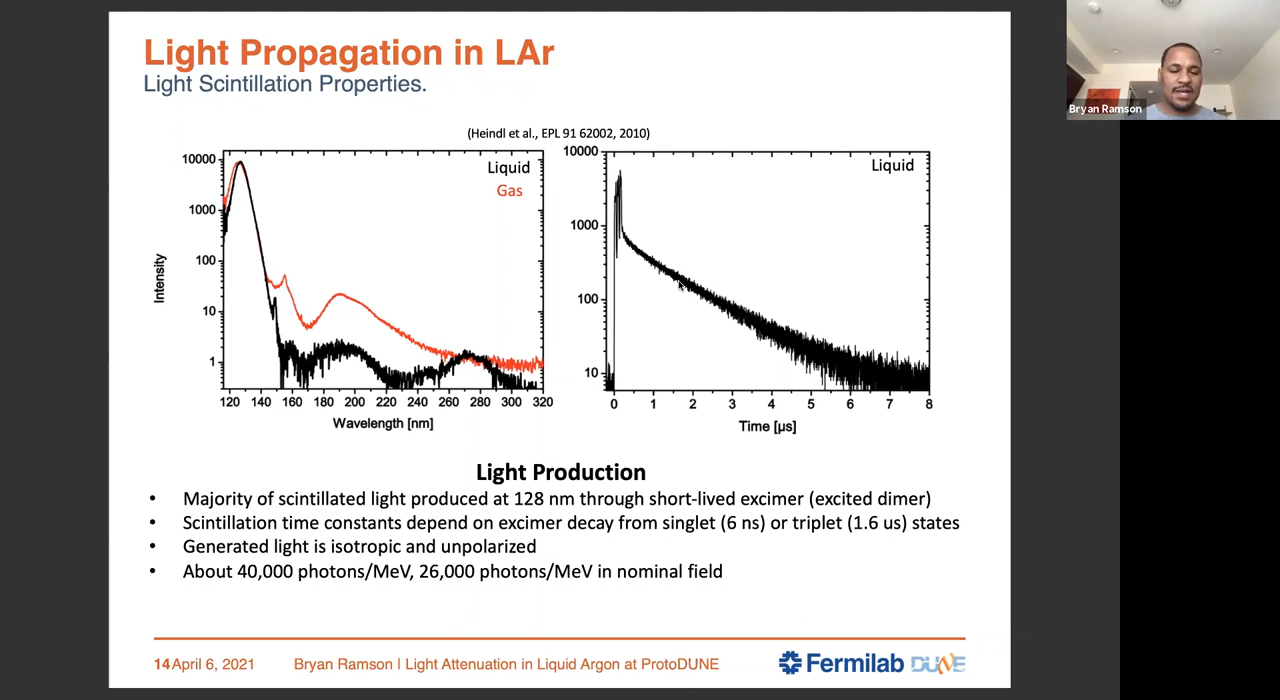 Light Propagation in LAr
Light Scintillation Properties.
(Heindl et al., EPL 91 62002, 2010)
10000
1000
100
10
1
Intensity
Liquid
Gas
120 140 160 180 200 220 240 260 280 300 320
Wavelength [nm]
10000
1000
100
10
Liquid
0 1 2 3 4 5 6 7 8
Time [µs]
Light Production
• Majority of scintillated light produced at 128 nm through short-lived excimer (excited dimer)
• Scintillation time constants depend on excimer decay from singlet (6 ns) or triplet (1.6 us) states
• Generated light is isotropic and unpolarized
• About 40,000 photons/MeV, 26,000 photons/MeV in nominal field
14 April 6, 2021 Bryan Ramson | Light Attenuation in Liquid Argon at ProtoDUNE Fermilab DUNE
Bryan Ramson